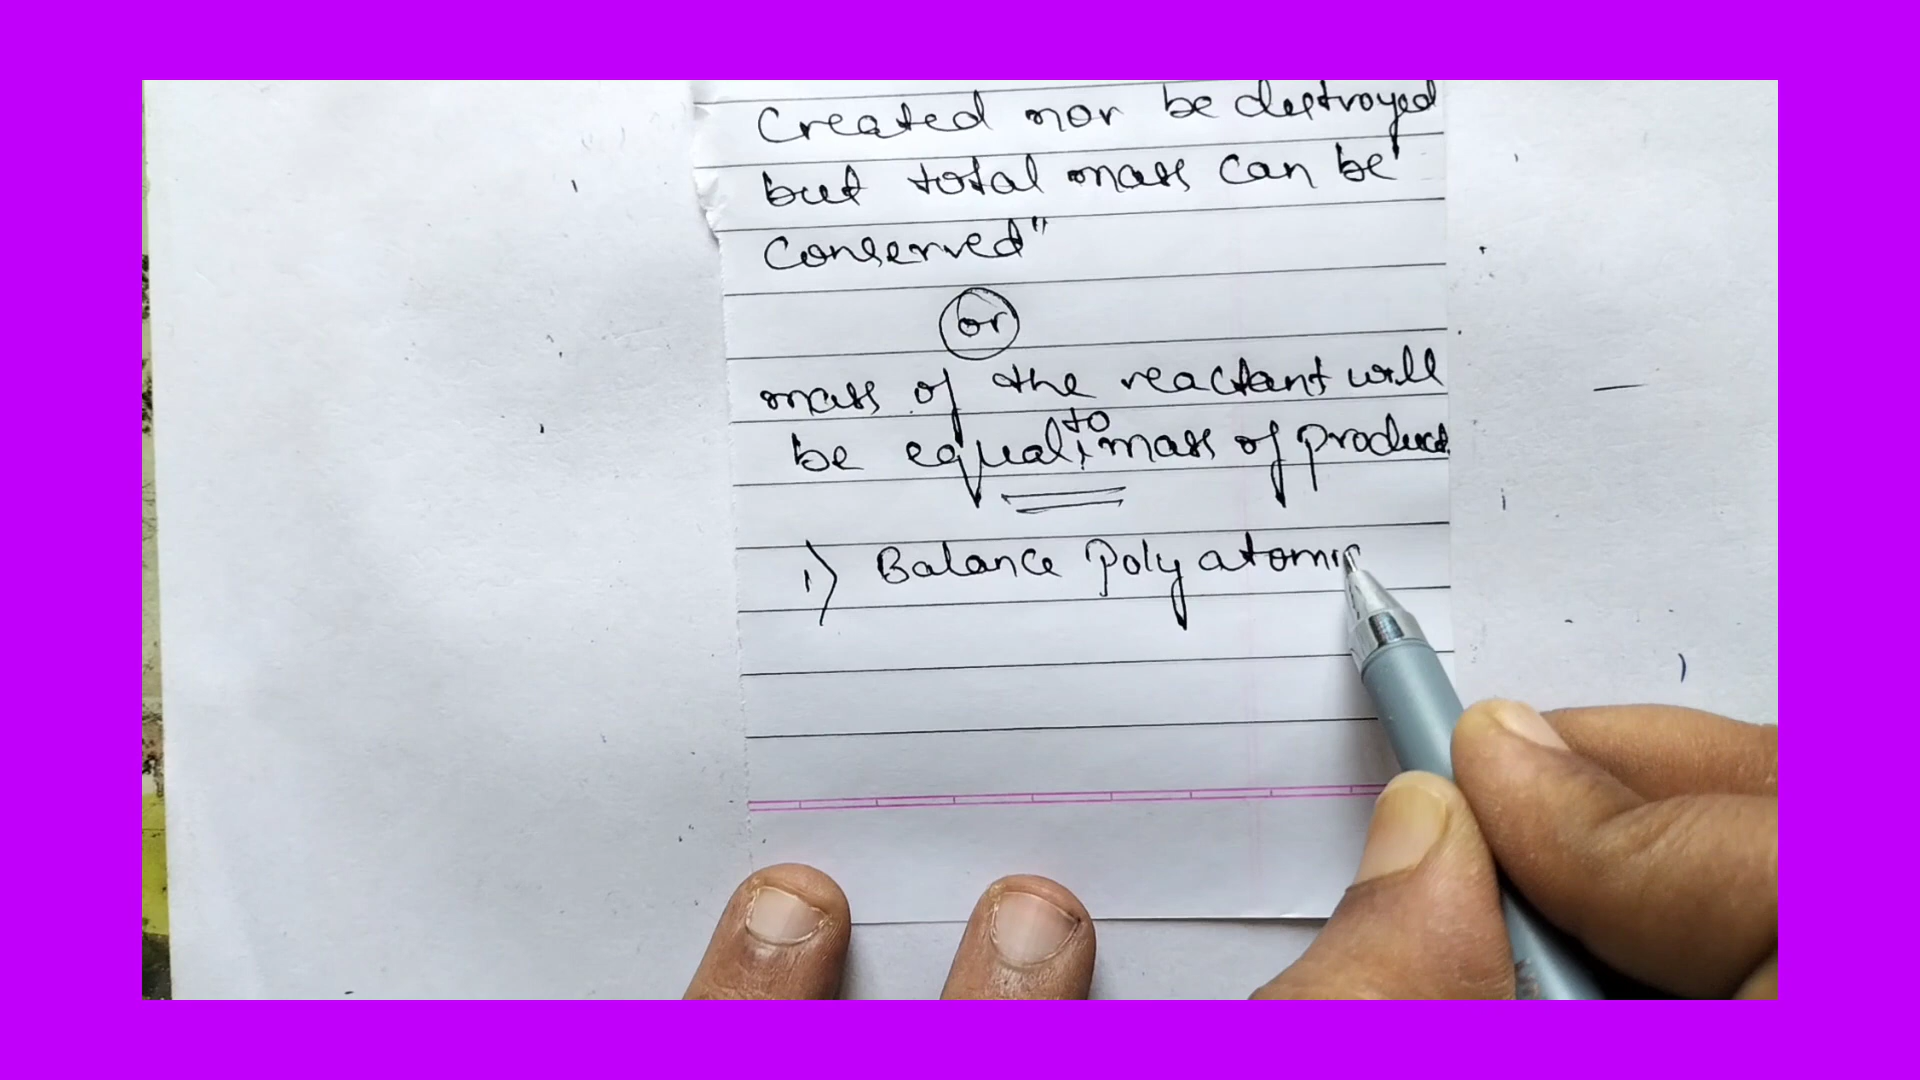 Created nor be destroyed
but total mass can be
Conserved"
or
mass of the reactant will
be equal to mass of product
1) Balance Poly atomic